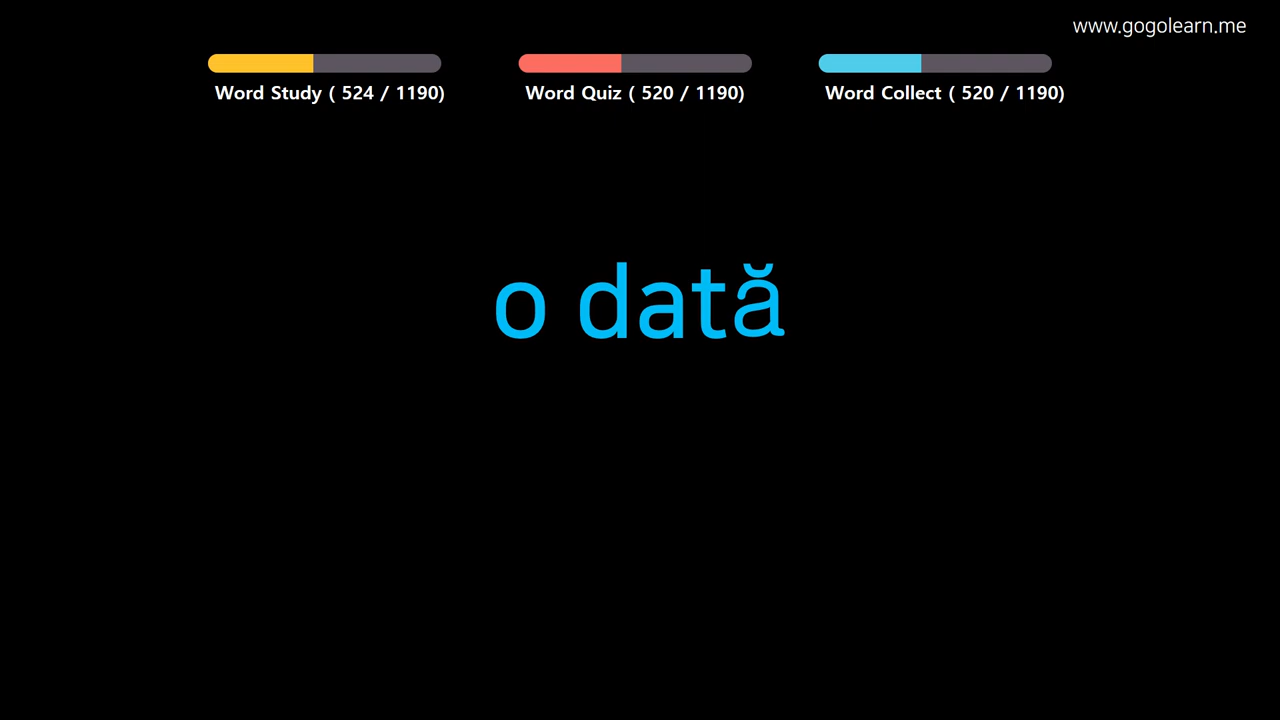 www.gogolearn.me
Word Study ( 524 / 1190)
Word Quiz ( 520 / 1190)
Word Collect ( 520 / 1190)
o dată